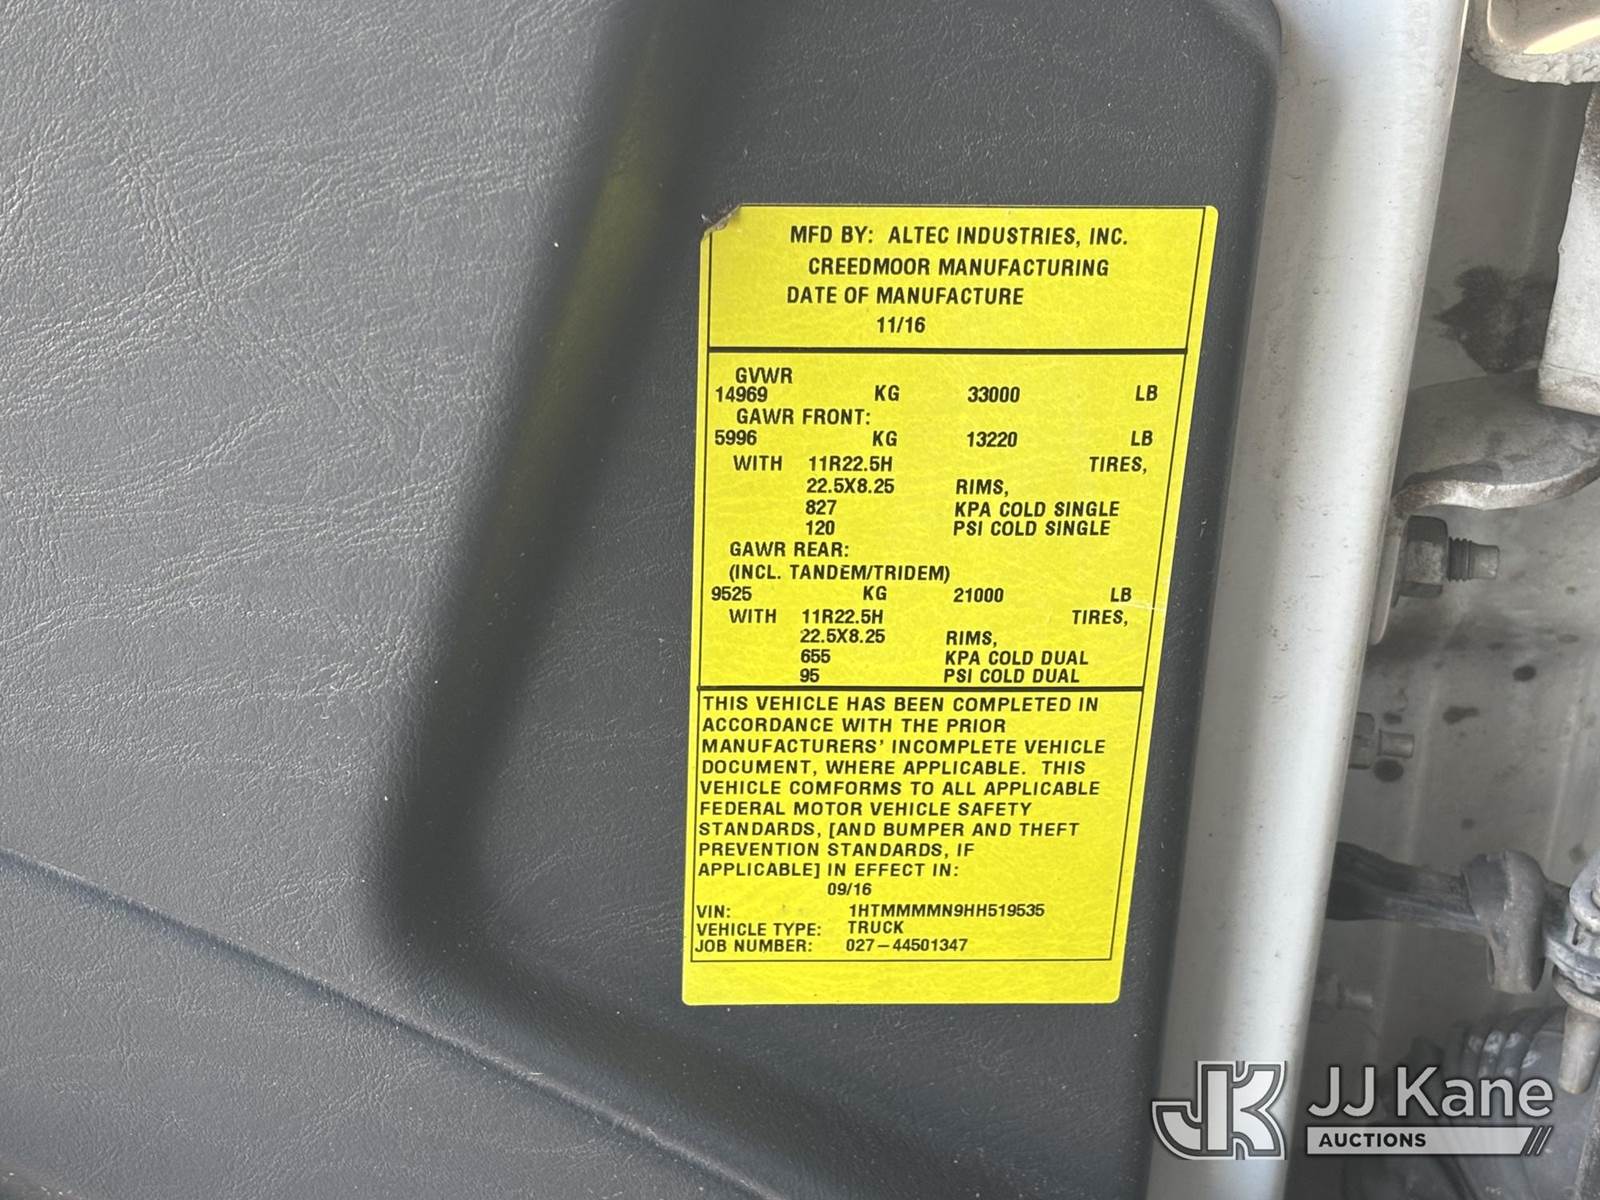 MFD BY: ALTEC INDUSTRIES, INC.
CREEDMOOR MANUFACTURING
DATE OF MANUFACTURE
11/16
GVWR
14969 KG 33000 LB
GAWR FRONT:
5996 KG 13220 LB
WITH 11R22.5H TIRES,
22.5X8.25 RIMS,
827 KPA COLD SINGLE
120 PSI COLD SINGLE
GAWR REAR:
(INCL. TANDEM/TRIDEM)
9525 KG 21000 LB
WITH 11R22.5H TIRES,
22.5X8.25 RIMS,
655 KPA COLD DUAL
95 PSI COLD DUAL
THIS VEHICLE HAS BEEN COMPLETED IN
ACCORDANCE WITH THE PRIOR
MANUFACTURERS' INCOMPLETE VEHICLE
DOCUMENT, WHERE APPLICABLE. THIS
VEHICLE COMFORMS TO ALL APPLICABLE
FEDERAL MOTOR VEHICLE SAFETY
STANDARDS, [AND BUMPER AND THEFT
PREVENTION STANDARDS, IF
APPLICABLE] IN EFFECT IN:
09/16
VIN: 1HTMMMMN9HH519535
VEHICLE TYPE: TRUCK
JOB NUMBER: 027-44501347
JK JJ Kane
AUCTIONS